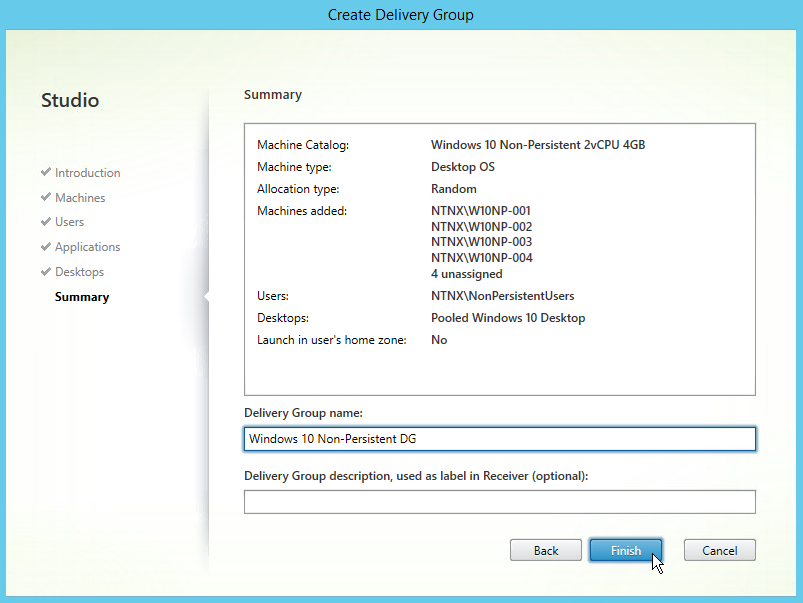 Create Delivery Group
Studio
Introduction
Machines
Users
Applications
Desktops
Summary
Summary
Machine Catalog: Windows 10 Non-Persistent 2vCPU 4GB
Machine type: Desktop OS
Allocation type: Random
Machines added: NTNX\W10NP-001
NTNX\W10NP-002
NTNX\W10NP-003
NTNX\W10NP-004
4 unassigned
Users: NTNX\NonPersistentUsers
Desktops: Pooled Windows 10 Desktop
Launch in user's home zone: No
Delivery Group name:
Windows 10 Non-Persistent DG
Delivery Group description, used as label in Receiver (optional):
Back Finish Cancel